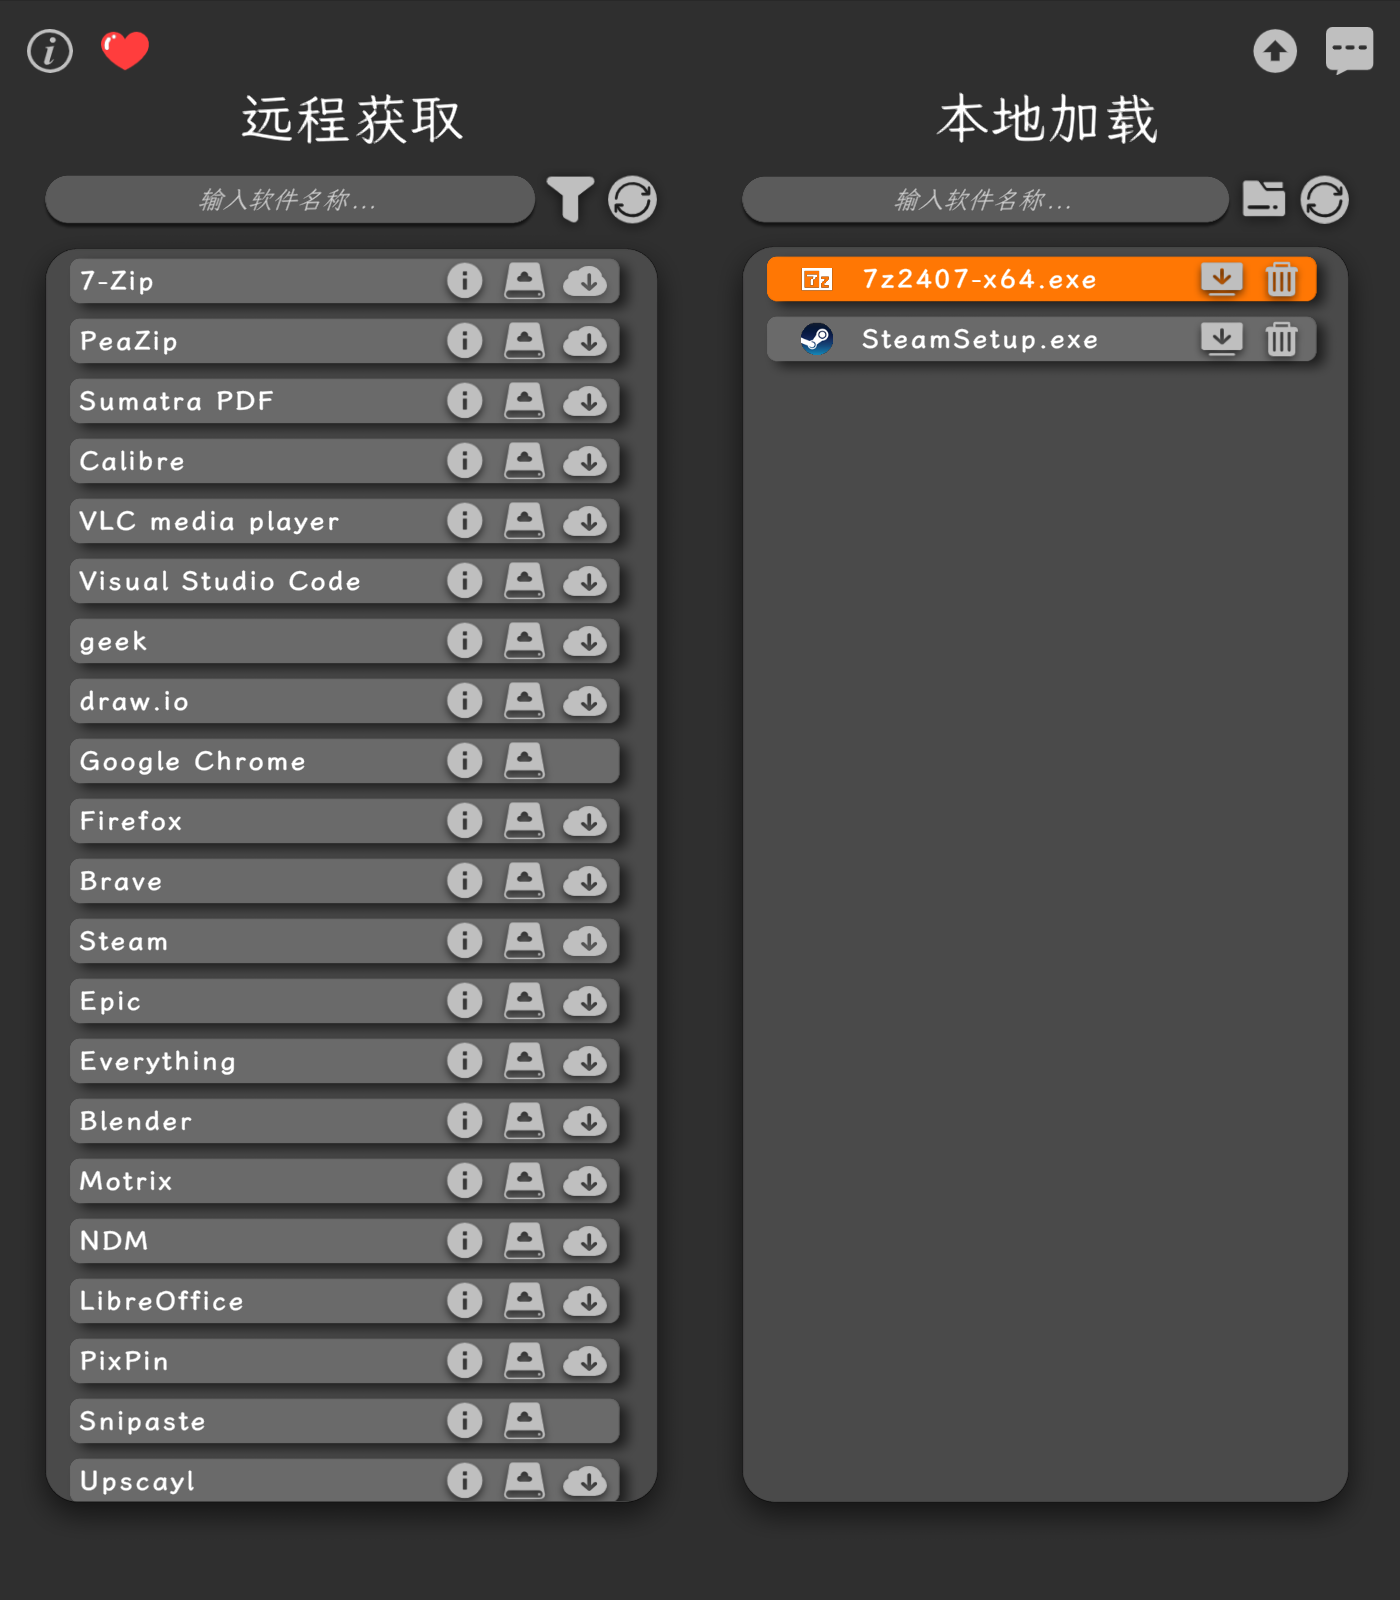 远程获取
本地加载
输入软件名称...
输入软件名称...
7-Zip
PeaZip
Sumatra PDF
Calibre
VLC media player
Visual Studio Code
geek
draw.io
Google Chrome
Firefox
Brave
Steam
Epic
Everything
Blender
Motrix
NDM
LibreOffice
PixPin
Snipaste
Upscayl
7z
7z2407-x64.exe
SteamSetup.exe